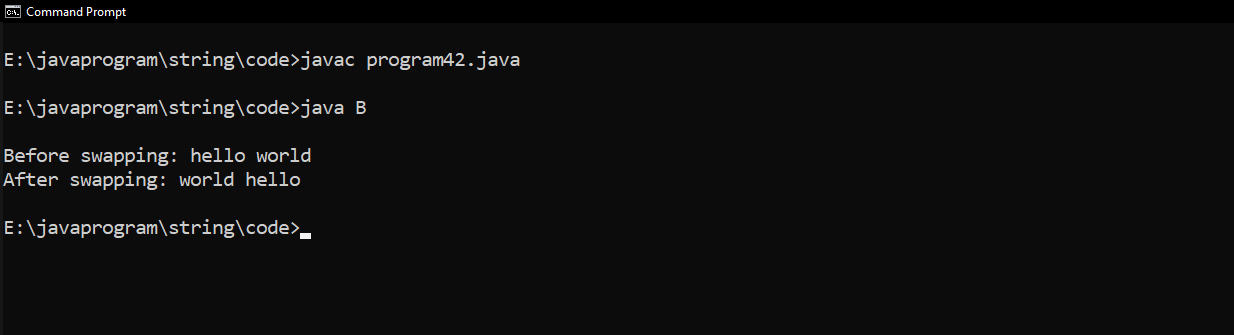 Command Prompt
E:\javaprogram\string\code>javac program42.java
E:\javaprogram\string\code>java B
Before swapping: hello world
After swapping: world hello
E:\javaprogram\string\code>